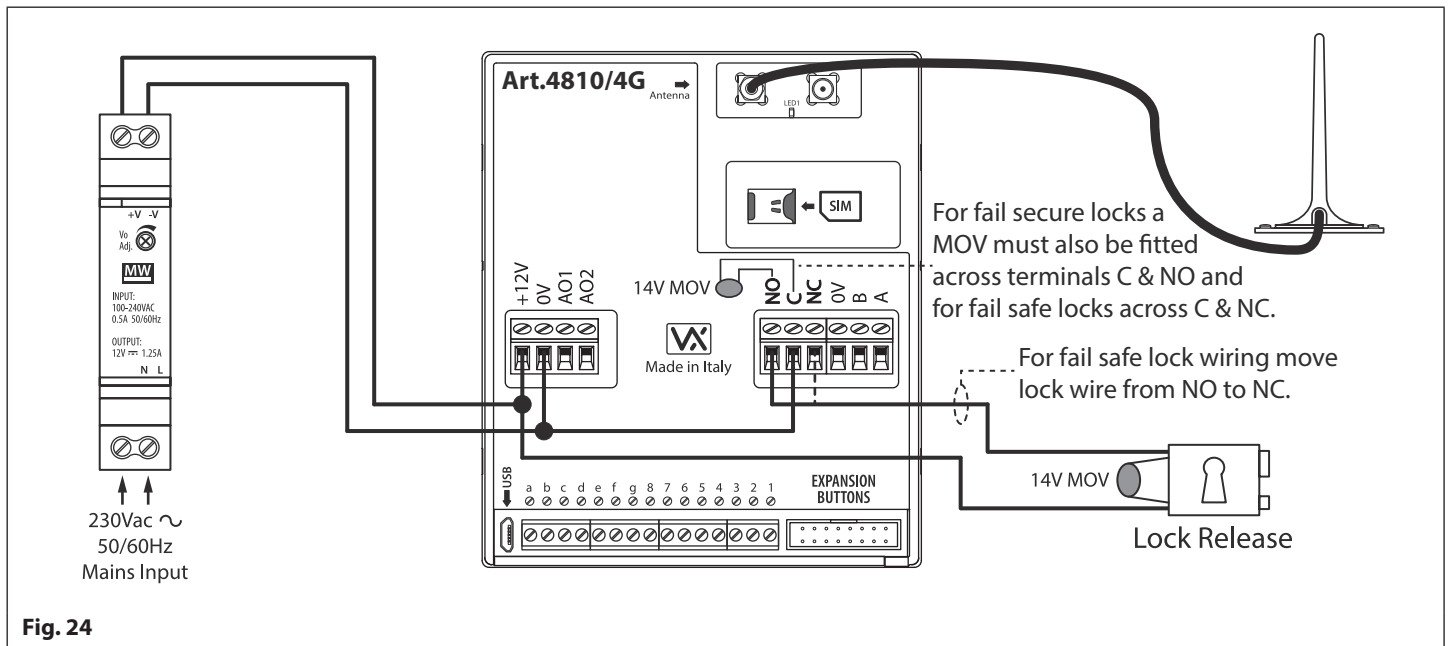 Art.4810/4G
Antenna
LED1
SIM
+V -V
Vo
Adj.
MW
INPUT:
100-240VAC
0.5A 50/60Hz
OUTPUT:
12V ⎓ 1.25A
N L
230Vac ∿
50/60Hz
Mains Input
+12V
0V
AO1
AO2
14V MOV
VX
Made in Italy
NO
C
NC
0V
B
A
For fail secure locks a
MOV must also be fitted
across terminals C & NO and
for fail safe locks across C & NC.
For fail safe lock wiring move
lock wire from NO to NC.
14V MOV
Lock Release
USB
a b c d e f g 8 7 6 5 4 3 2 1
EXPANSION
BUTTONS
Fig. 24